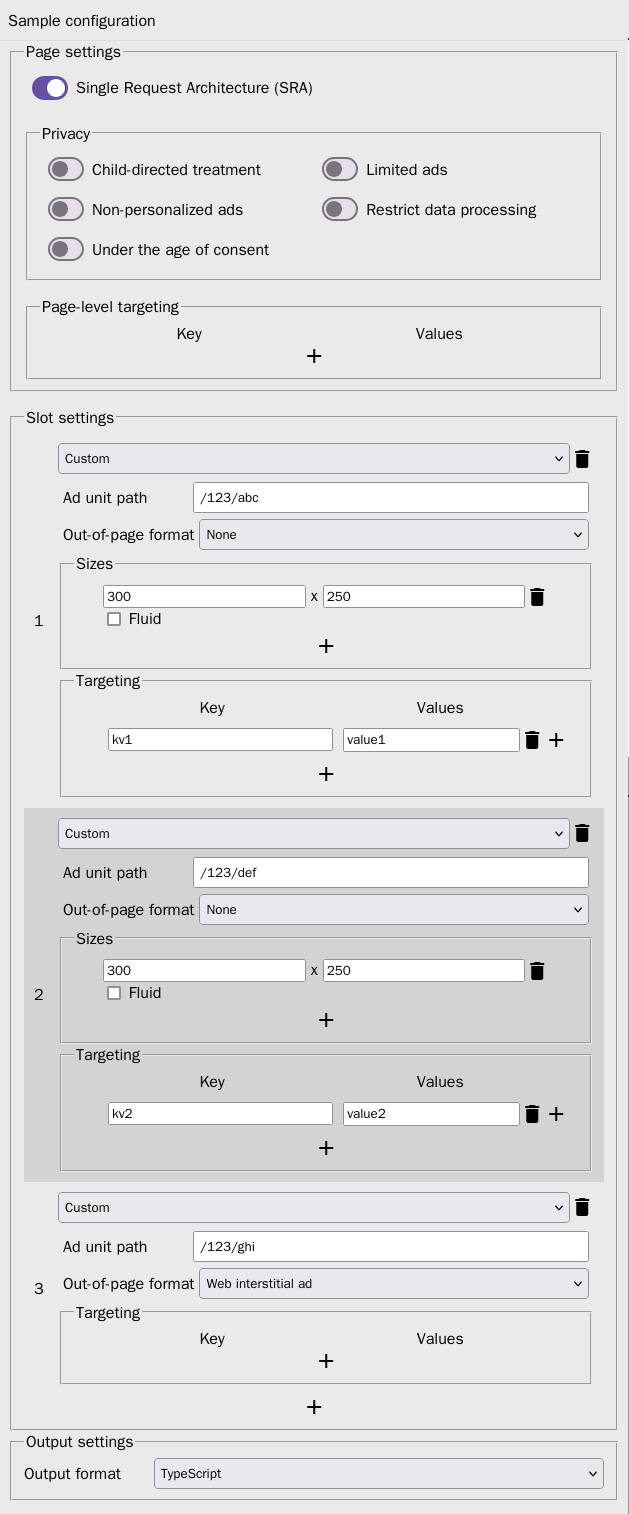 Sample configuration
Page settings
Single Request Architecture (SRA)
Privacy
Child-directed treatment Limited ads
Non-personalized ads Restrict data processing
Under the age of consent
Page-level targeting
Key Values
+
Slot settings
1
Custom
Ad unit path /123/abc
Out-of-page format None
Sizes
300 x 250
Fluid
+
Targeting
Key Values
kv1 value1 +
+
2
Custom
Ad unit path /123/def
Out-of-page format None
Sizes
300 x 250
Fluid
+
Targeting
Key Values
kv2 value2 +
+
3
Custom
Ad unit path /123/ghi
Out-of-page format Web interstitial ad
Targeting
Key Values
+
+
Output settings
Output format TypeScript